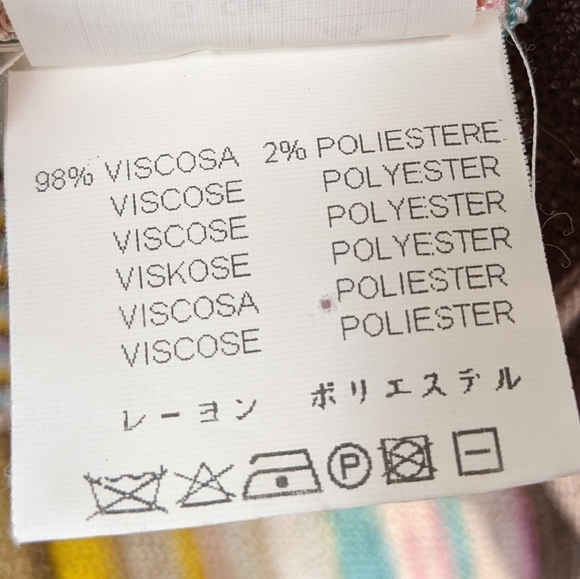 98% VISCOSA 2% POLIESTERE
VISCOSE POLYESTER
VISCOSE POLYESTER
VISKOSE POLYESTER
VISCOSA POLIESTER
VISCOSE POLIESTER
レーヨン ポリエステル
P